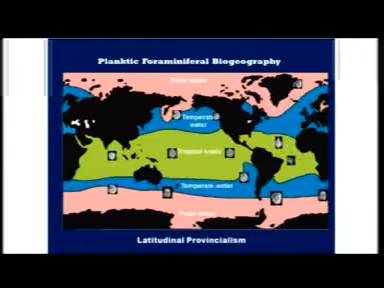 Planktic Foraminiferal Biogeography
Polar water
Temperate
water
Tropical water
Temperate water
Polar water
Latitudinal Provincialism